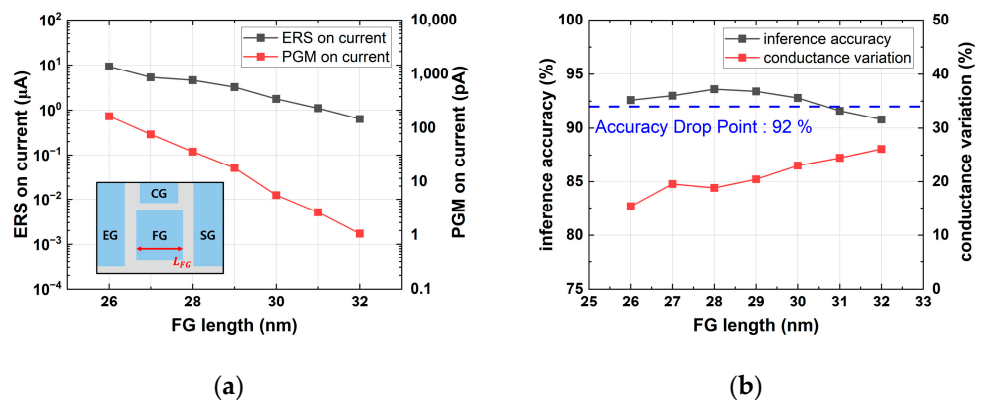 ERS on current
PGM on current
ERS on current (μA)
10²
10¹
10⁰
10⁻¹
10⁻²
10⁻³
10⁻⁴
10,000
1,000
100
10
1
0.1
PGM on current (pA)
CG
EG
FG
SG
L_FG
26 28 30 32
FG length (nm)
(a)
inference accuracy
conductance variation
inference accuracy (%)
100
95
90
85
80
75
50
40
30
20
10
0
conductance variation (%)
Accuracy Drop Point : 92 %
25 26 27 28 29 30 31 32 33
FG length (nm)
(b)